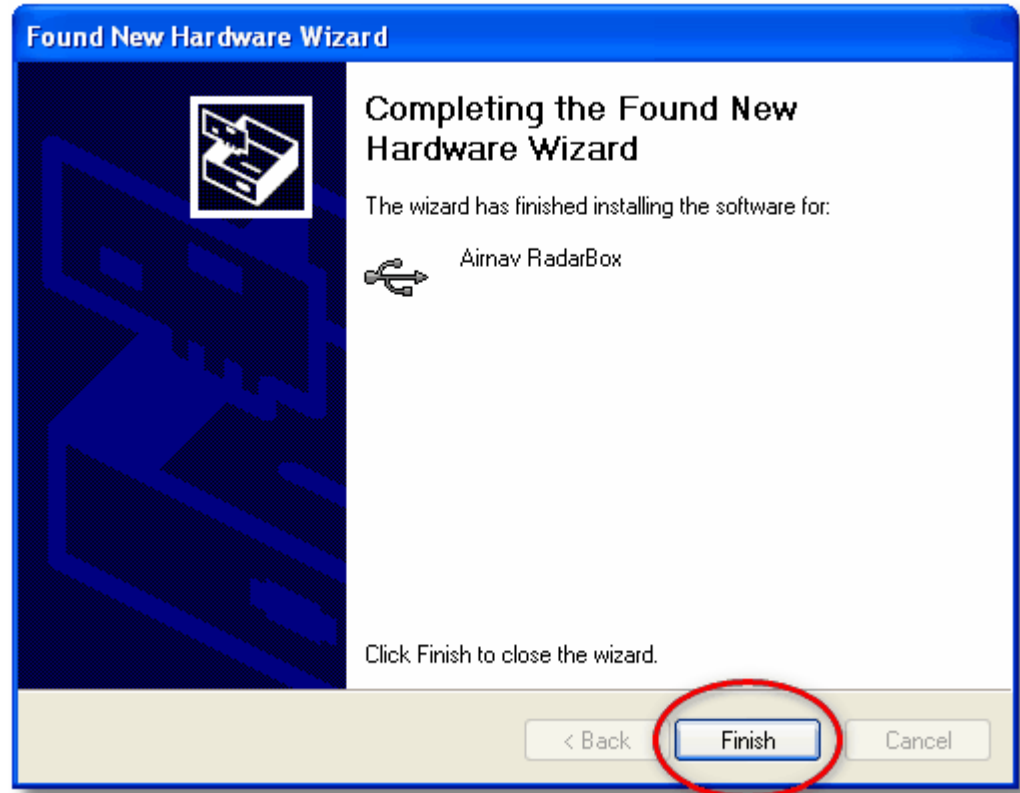 Found New Hardware Wizard
Completing the Found New
Hardware Wizard
The wizard has finished installing the software for:
Airnav RadarBox
Click Finish to close the wizard.
< Back
Finish
Cancel